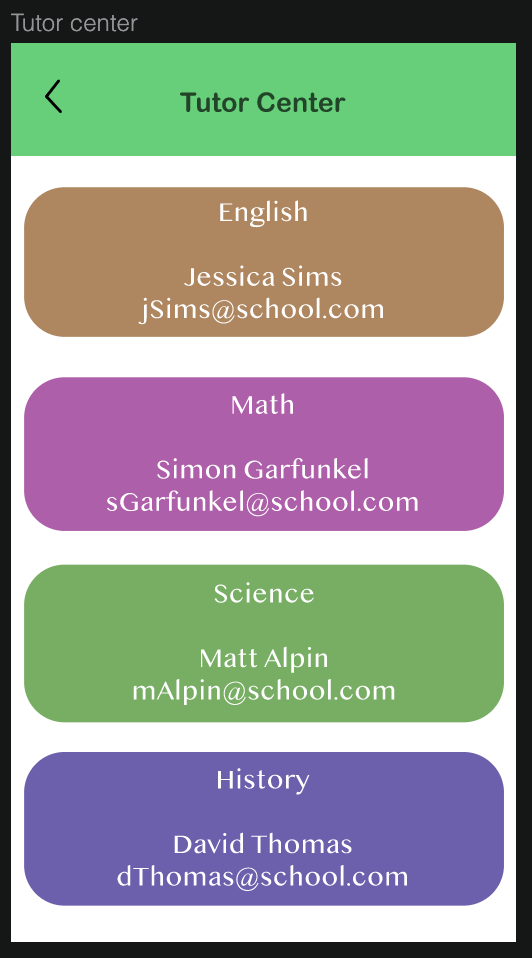 Tutor center
Tutor Center
English
Jessica Sims
jSims@school.com
Math
Simon Garfunkel
sGarfunkel@school.com
Science
Matt Alpin
mAlpin@school.com
History
David Thomas
dThomas@school.com